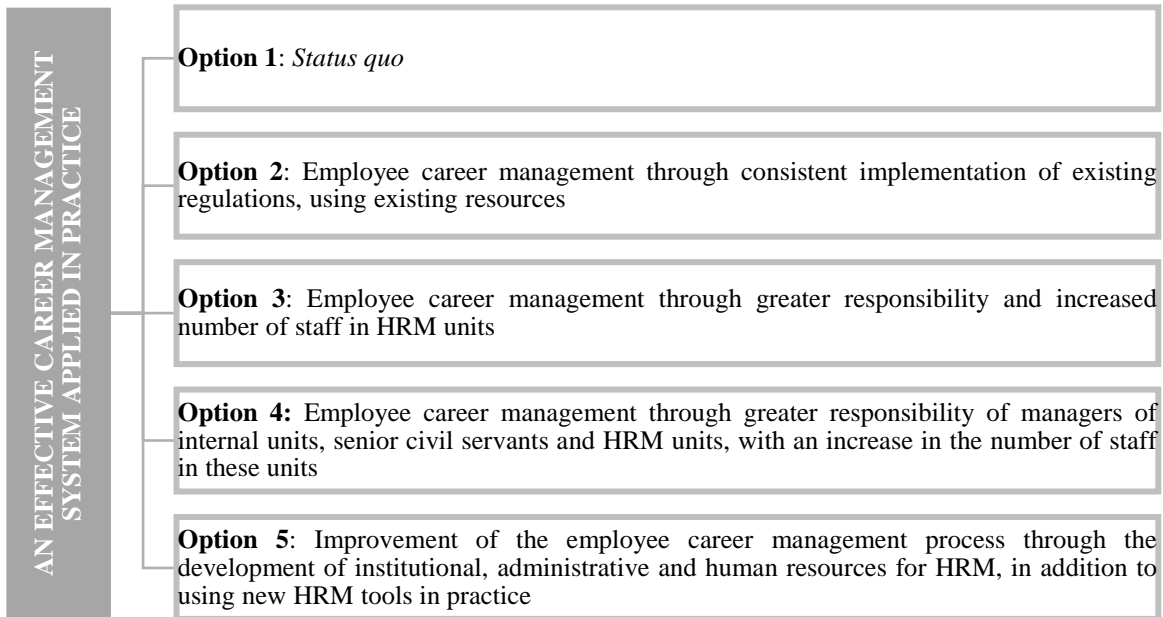 AN EFFECTIVE CAREER MANAGEMENT
SYSTEM APPLIED IN PRACTICE
Option 1: Status quo
Option 2: Employee career management through consistent implementation of existing
regulations, using existing resources
Option 3: Employee career management through greater responsibility and increased
number of staff in HRM units
Option 4: Employee career management through greater responsibility of managers of
internal units, senior civil servants and HRM units, with an increase in the number of staff
in these units
Option 5: Improvement of the employee career management process through the
development of institutional, administrative and human resources for HRM, in addition to
using new HRM tools in practice